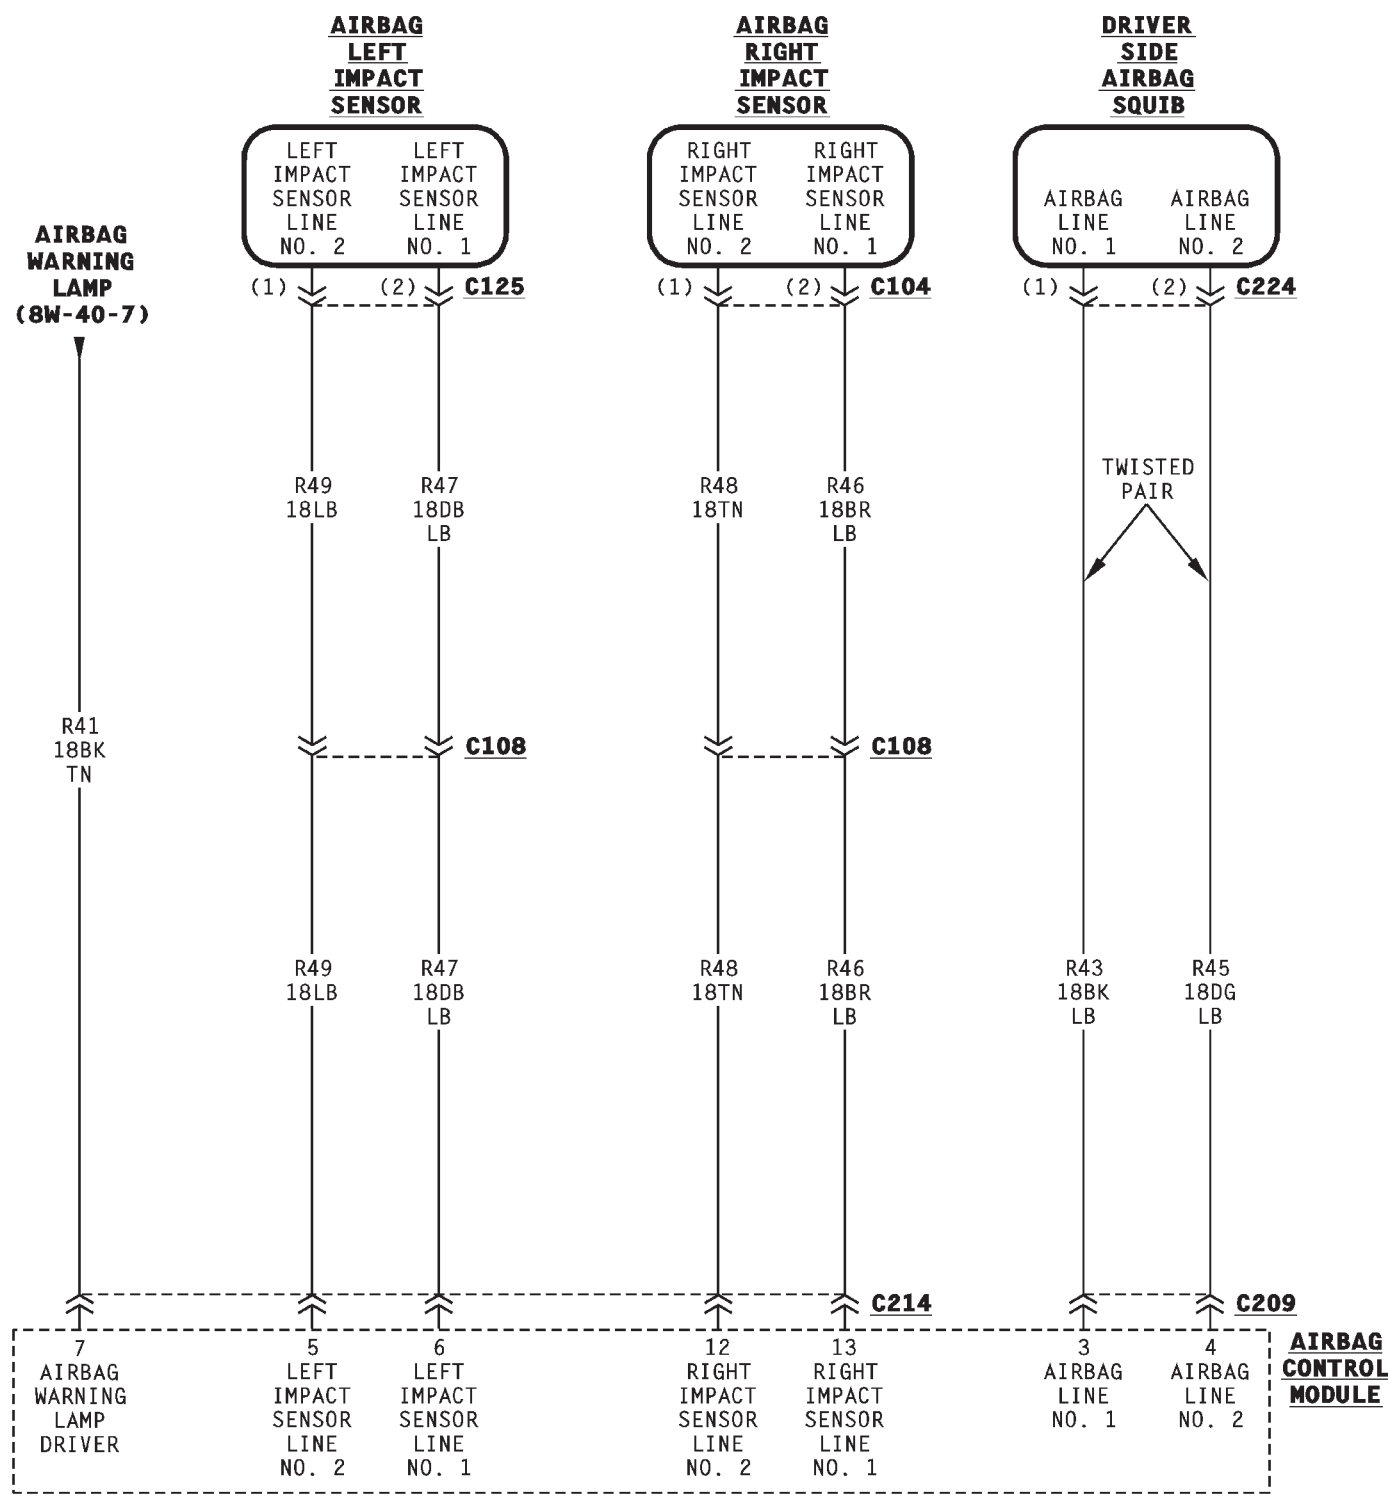 AIRBAG
LEFT
IMPACT
SENSOR
AIRBAG
RIGHT
IMPACT
SENSOR
DRIVER
SIDE
AIRBAG
SQUIB
LEFT
IMPACT
SENSOR
LINE
NO. 2
LEFT
IMPACT
SENSOR
LINE
NO. 1
RIGHT
IMPACT
SENSOR
LINE
NO. 2
RIGHT
IMPACT
SENSOR
LINE
NO. 1
AIRBAG
LINE
NO. 1
AIRBAG
LINE
NO. 2
AIRBAG
WARNING
LAMP
(8W-40-7)
(1)
(2)
C125
(1)
(2)
C104
(1)
(2)
C224
R49
18LB
R47
18DB
LB
R48
18TN
R46
18BR
LB
TWISTED
PAIR
R41
18BK
TN
C108
C108
R49
18LB
R47
18DB
LB
R48
18TN
R46
18BR
LB
R43
18BK
LB
R45
18DG
LB
C214
C209
7
AIRBAG
WARNING
LAMP
DRIVER
5
LEFT
IMPACT
SENSOR
LINE
NO. 2
6
LEFT
IMPACT
SENSOR
LINE
NO. 1
12
RIGHT
IMPACT
SENSOR
LINE
NO. 2
13
RIGHT
IMPACT
SENSOR
LINE
NO. 1
3
AIRBAG
LINE
NO. 1
4
AIRBAG
LINE
NO. 2
AIRBAG
CONTROL
MODULE